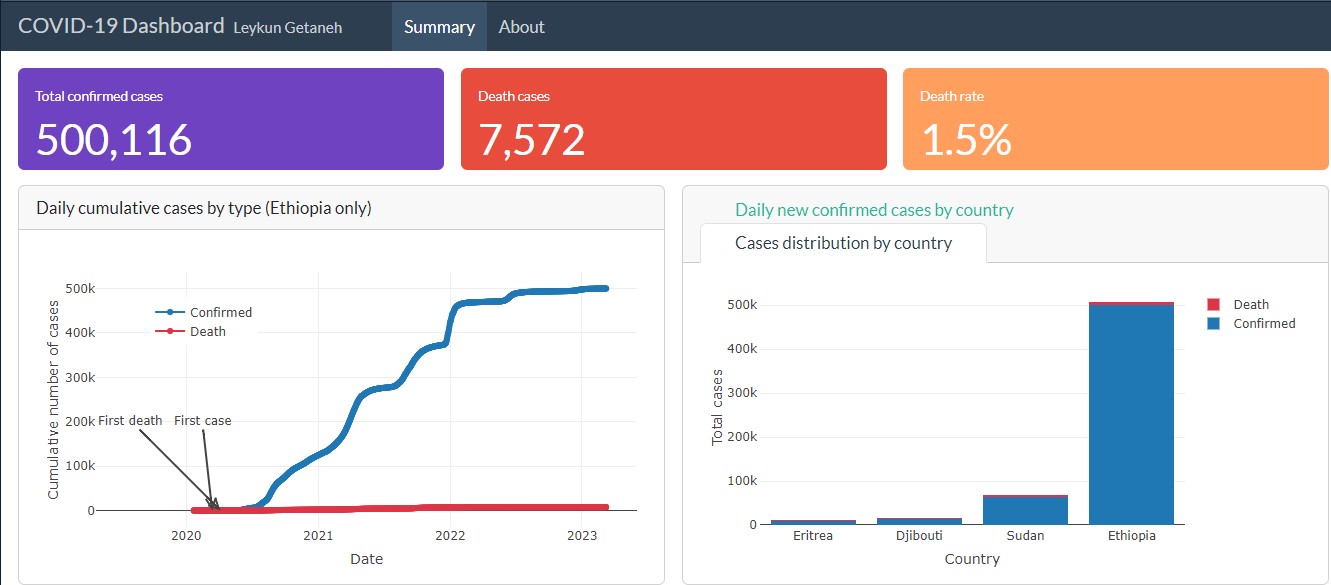 COVID-19 Dashboard Leykun Getaneh Summary About
Total confirmed cases
500,116
Death cases
7,572
Death rate
1.5%
Daily cumulative cases by type (Ethiopia only)
Cumulative number of cases
500k
400k
300k
200k
100k
0
Confirmed
Death
First death
First case
2020 2021 2022 2023
Date
Daily new confirmed cases by country
Cases distribution by country
Total cases
500k
400k
300k
200k
100k
0
Death
Confirmed
Eritrea Djibouti Sudan Ethiopia
Country